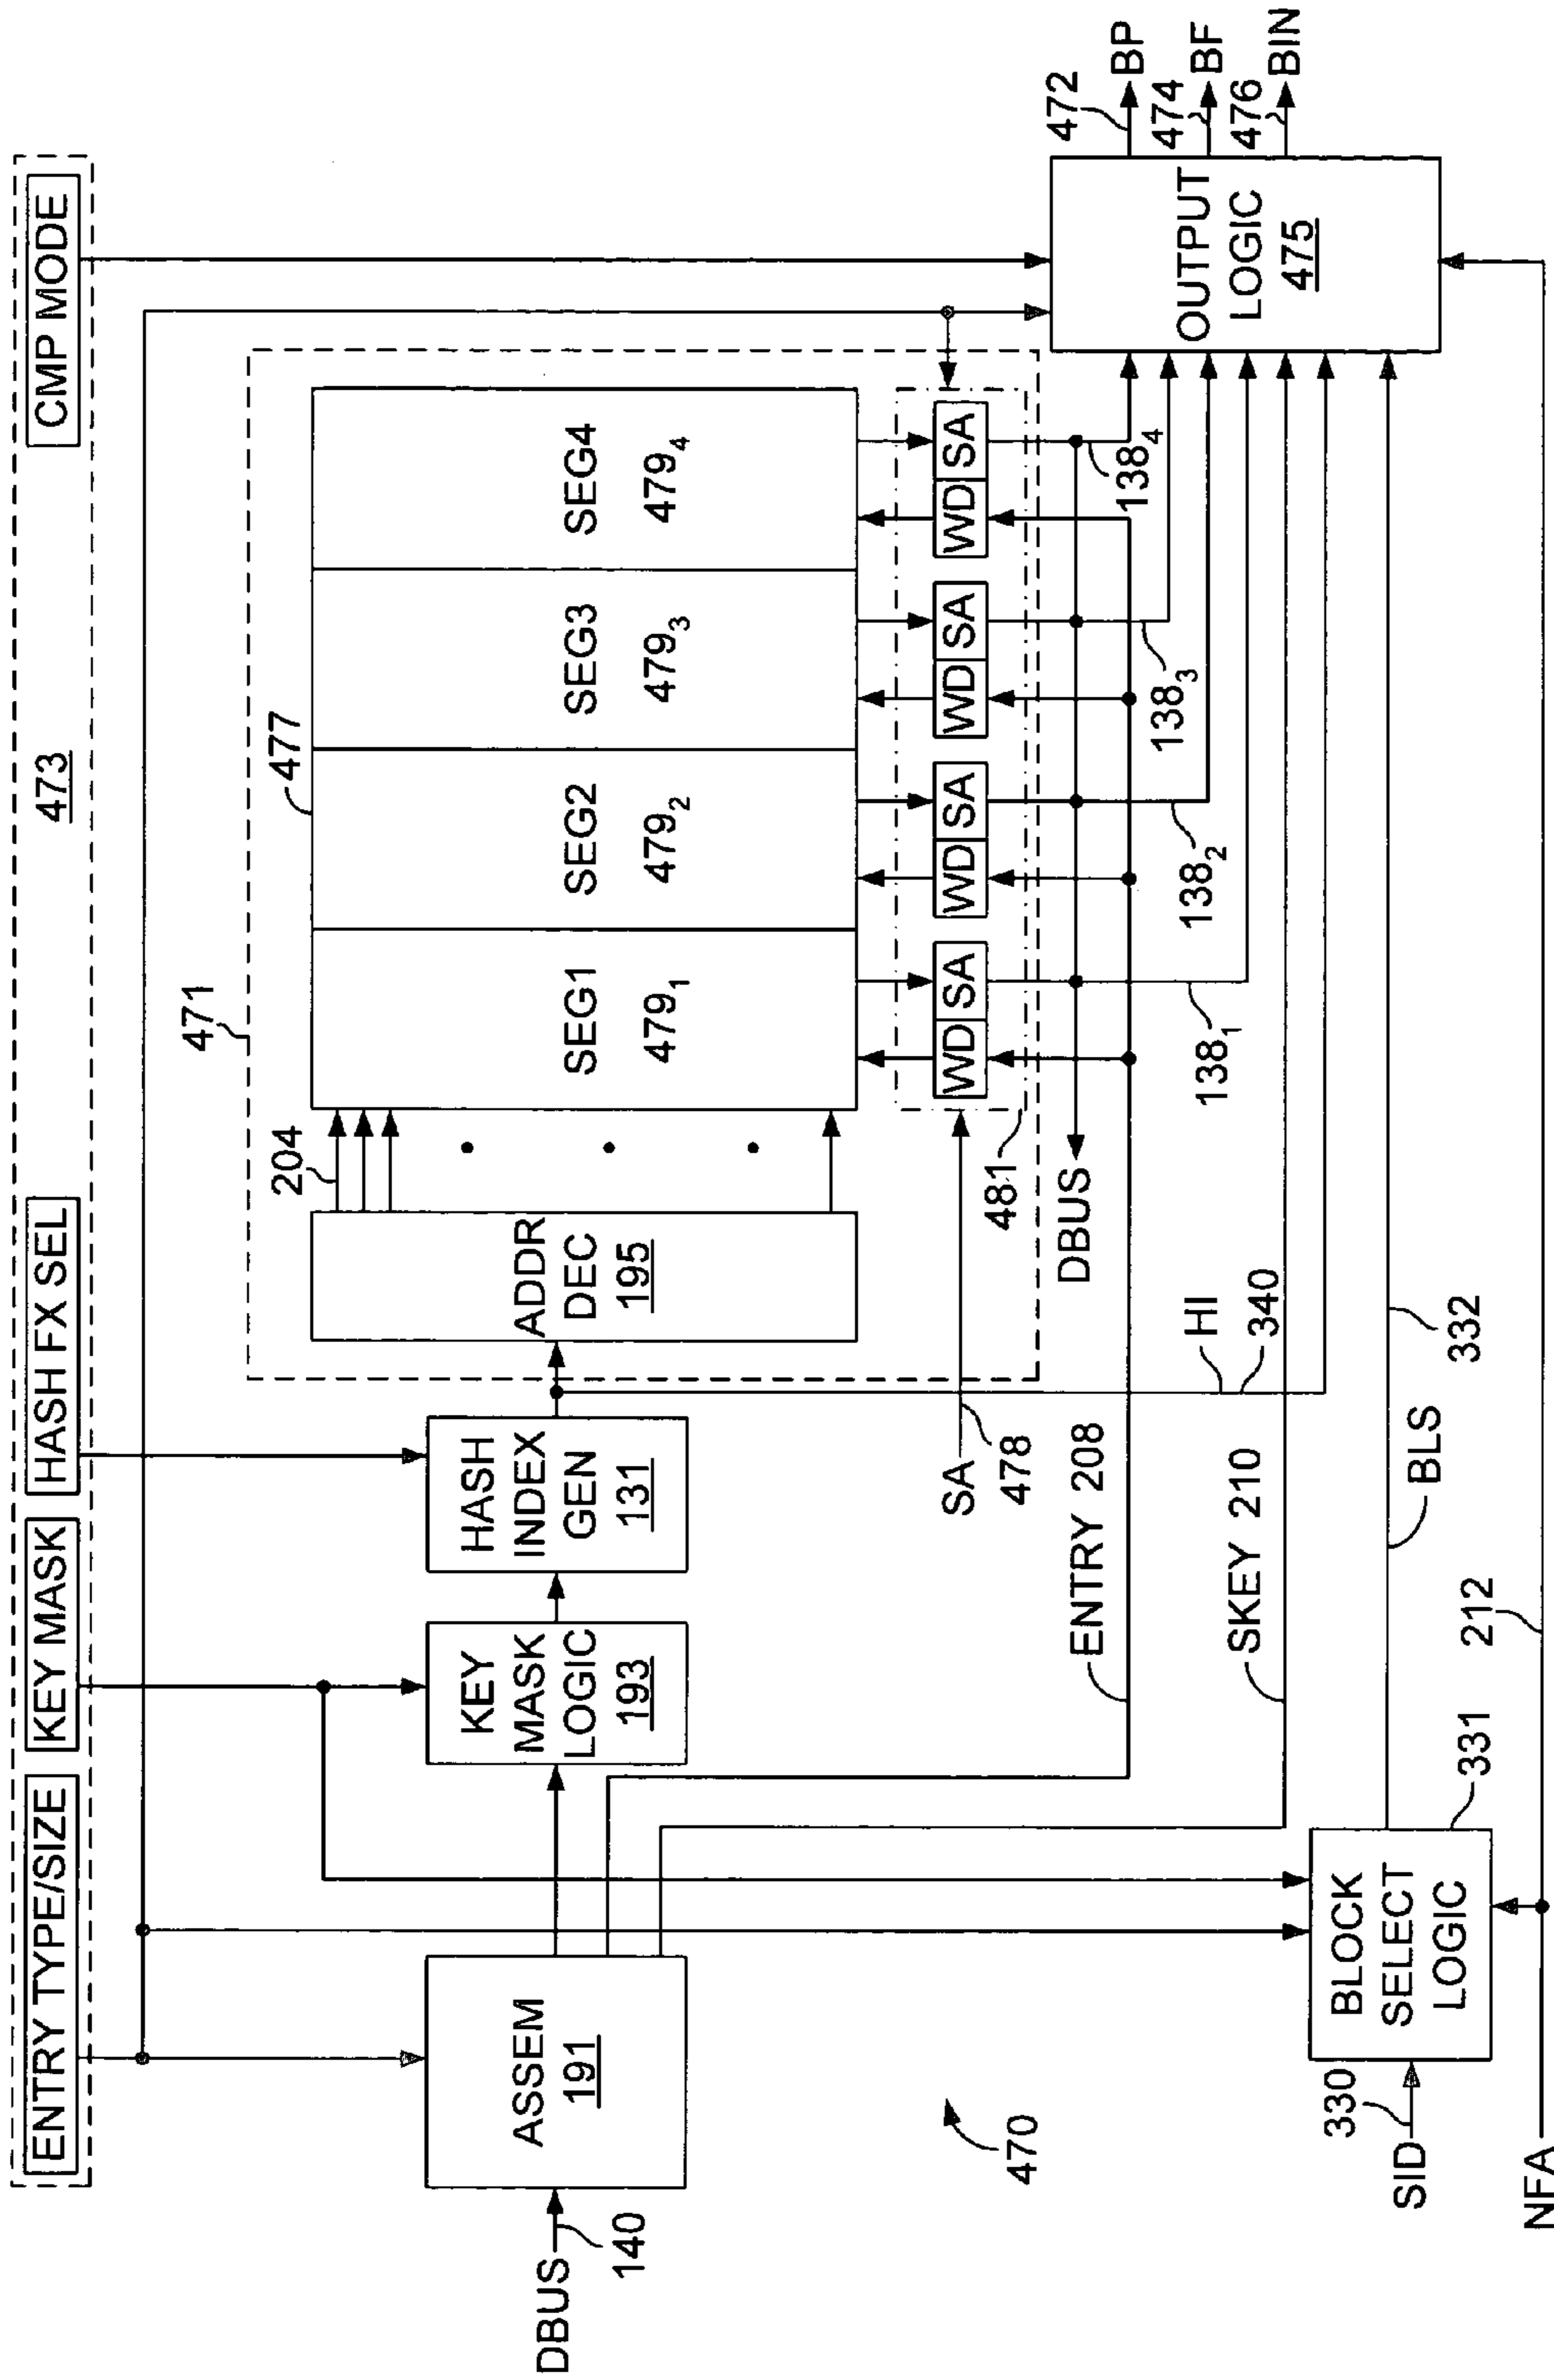 473
ENTRY TYPE/SIZE
KEY MASK
HASH FX SEL
CMP MODE
471
477
204
DBUS
140
ASSEM
191
KEY
MASK
LOGIC
193
HASH
INDEX
GEN
131
ADDR
DEC
195
SEG1
479₁
SEG2
479₂
SEG3
479₃
SEG4
479₄
SA
478
WD SA
WD SA
WD SA
WD SA
481
DBUS
ENTRY 208
138₁
138₂
138₃
138₄
SKEY 210
HI
340
470
SID
330
BLOCK
SELECT
LOGIC
331
BLS
332
NFA
212
OUTPUT
LOGIC
475
472
BP
474
BF
476
BIN